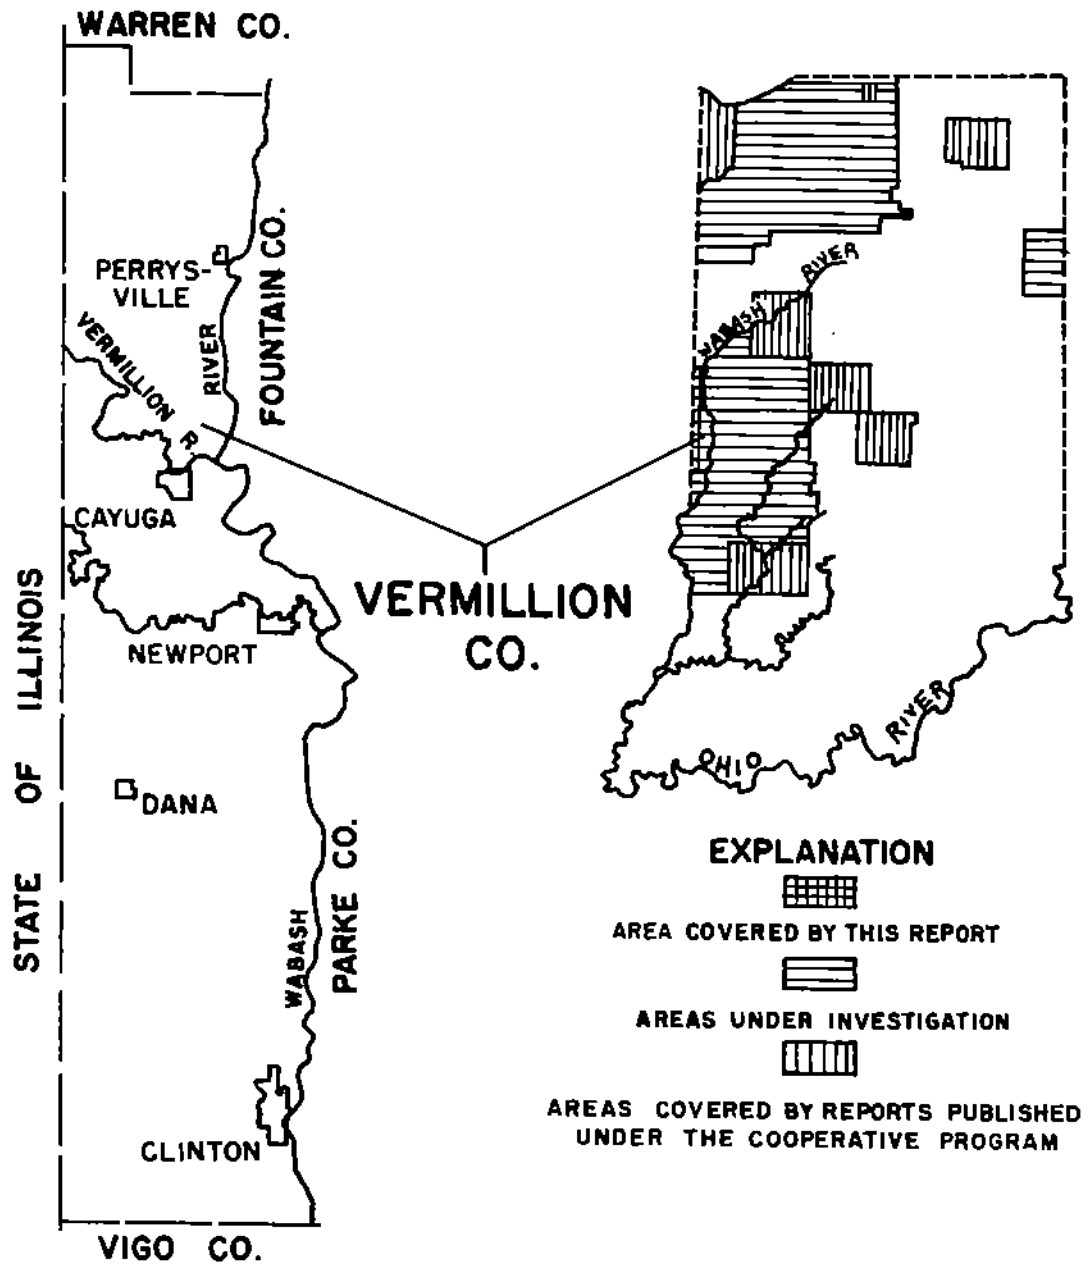 WARREN CO.
PERRYS-
VILLE
FOUNTAIN CO.
RIVER
VERMILLION R.
CAYUGA
NEWPORT
STATE OF ILLINOIS
DANA
PARKE CO.
WABASH
CLINTON
VIGO CO.
VERMILLION
CO.
WABASH RIVER
OHIO RIVER
EXPLANATION
AREA COVERED BY THIS REPORT
AREAS UNDER INVESTIGATION
AREAS COVERED BY REPORTS PUBLISHED
UNDER THE COOPERATIVE PROGRAM